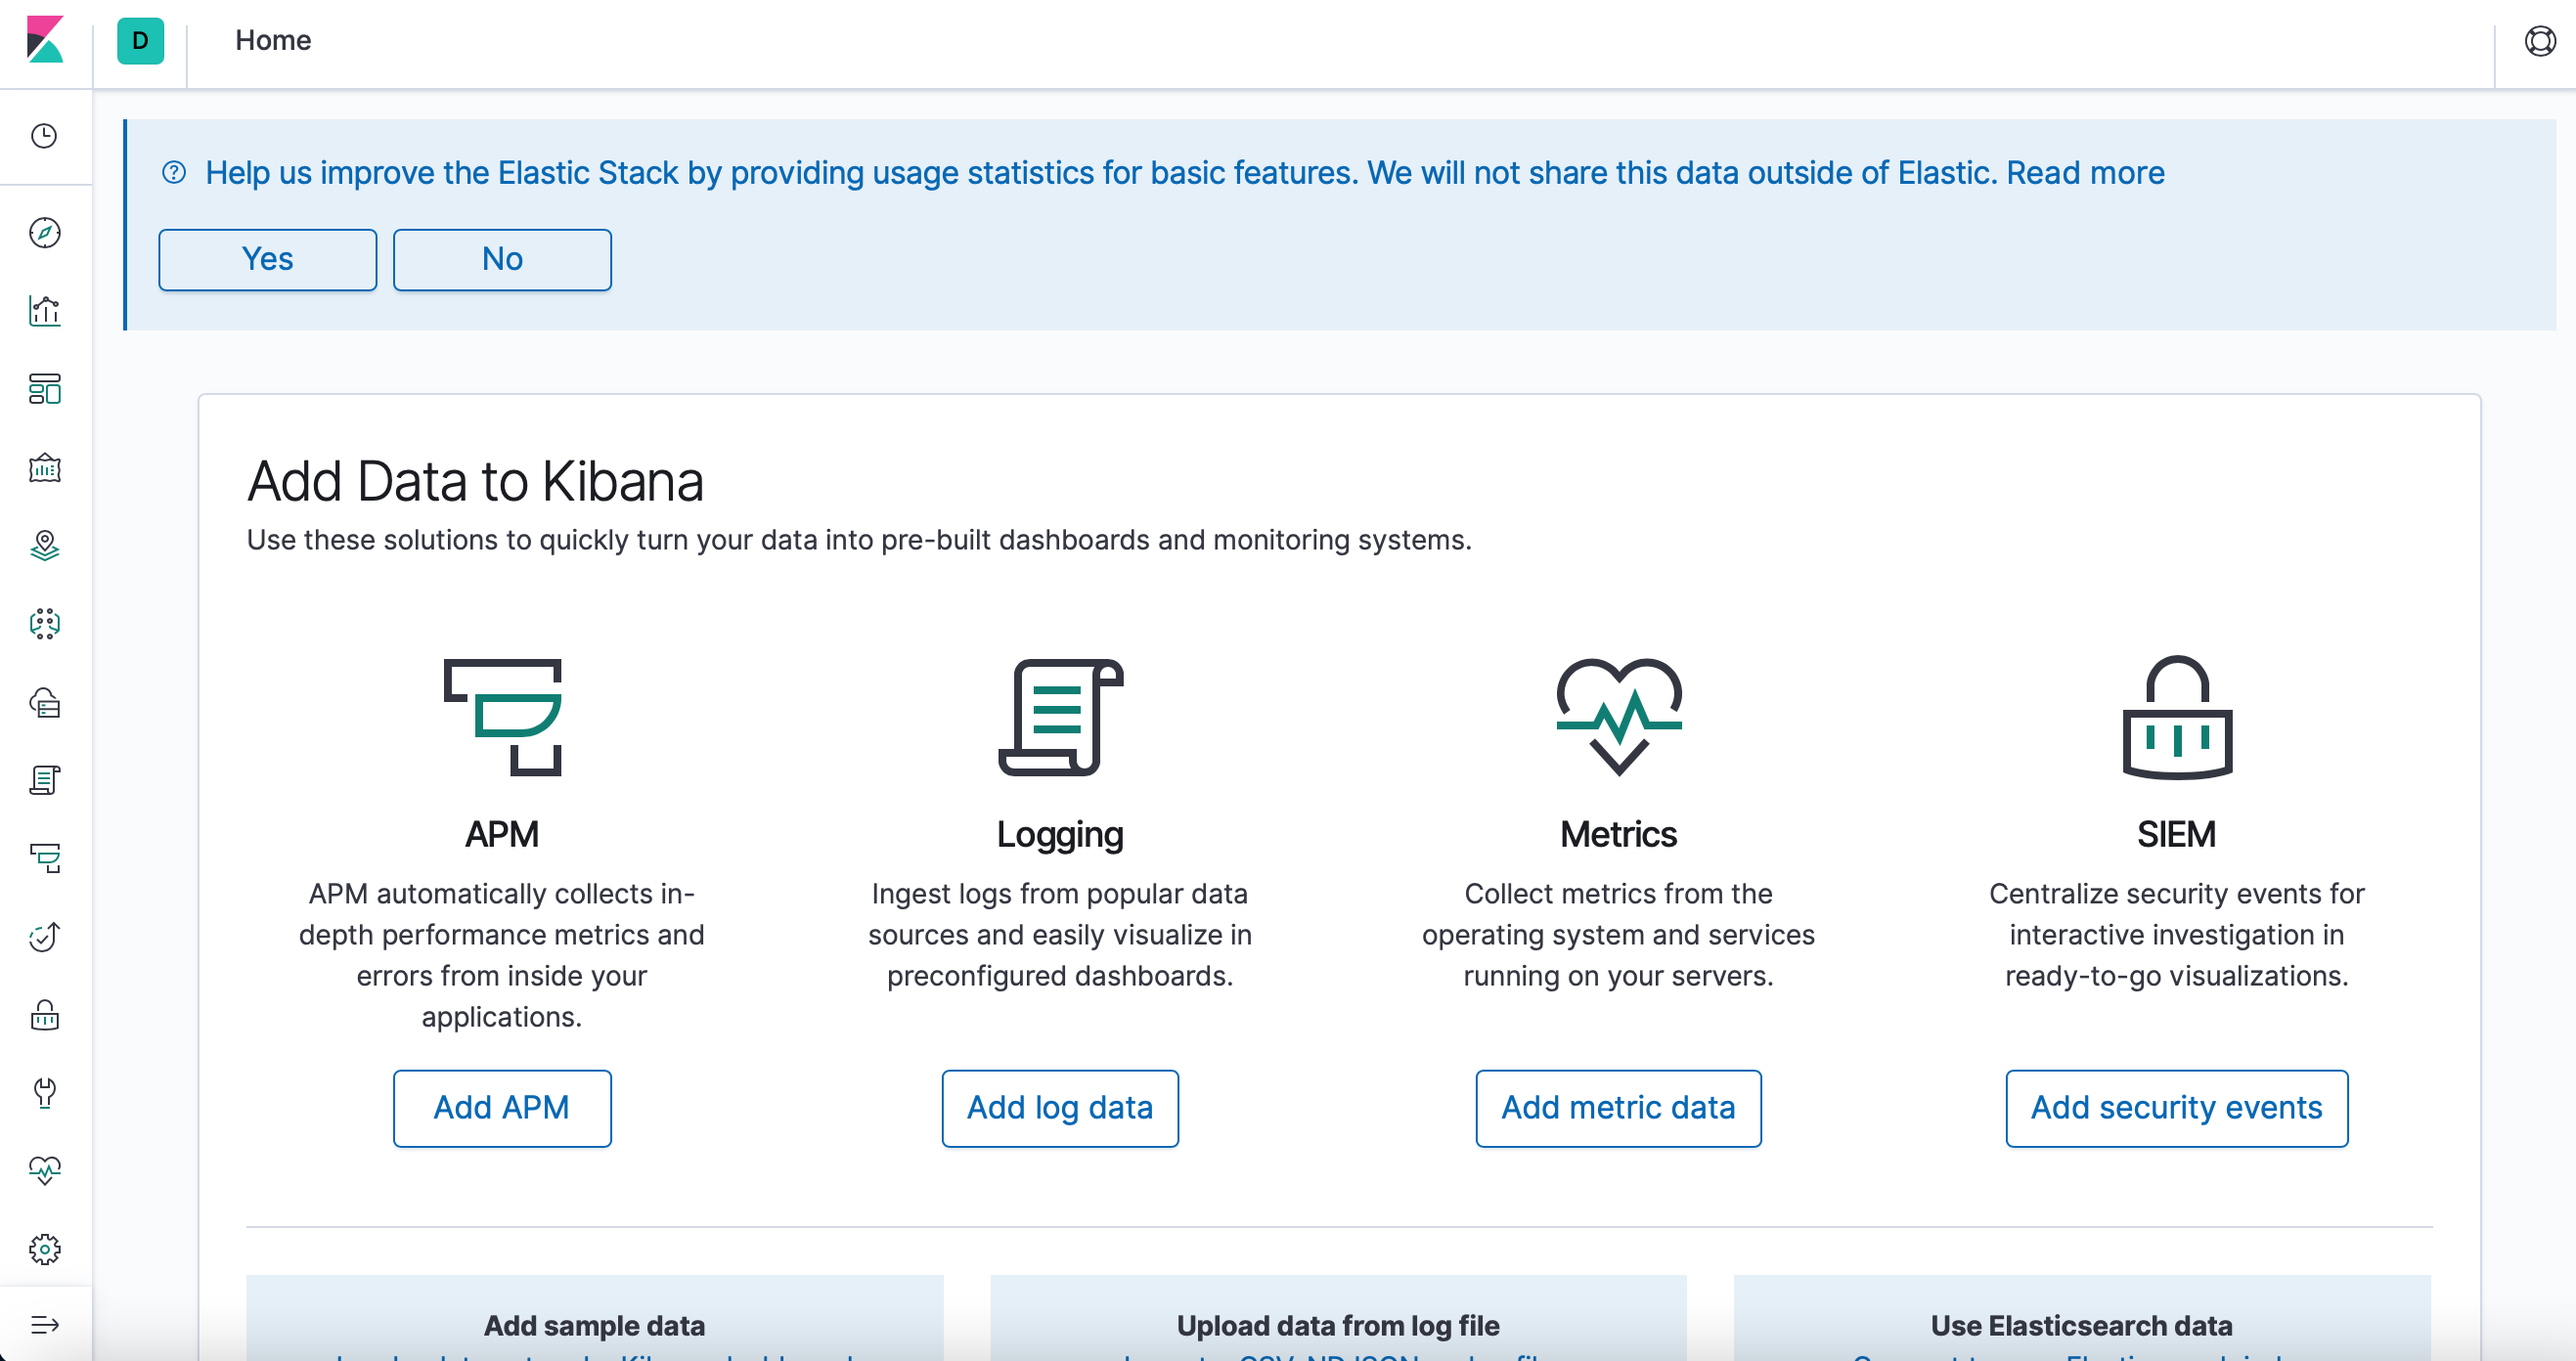 D
Home
Help us improve the Elastic Stack by providing usage statistics for basic features. We will not share this data outside of Elastic. Read more
Yes
No
Add Data to Kibana
Use these solutions to quickly turn your data into pre-built dashboards and monitoring systems.
APM
APM automatically collects in-
depth performance metrics and
errors from inside your
applications.
Add APM
Logging
Ingest logs from popular data
sources and easily visualize in
preconfigured dashboards.
Add log data
Metrics
Collect metrics from the
operating system and services
running on your servers.
Add metric data
SIEM
Centralize security events for
interactive investigation in
ready-to-go visualizations.
Add security events
Add sample data
Upload data from log file
Use Elasticsearch data